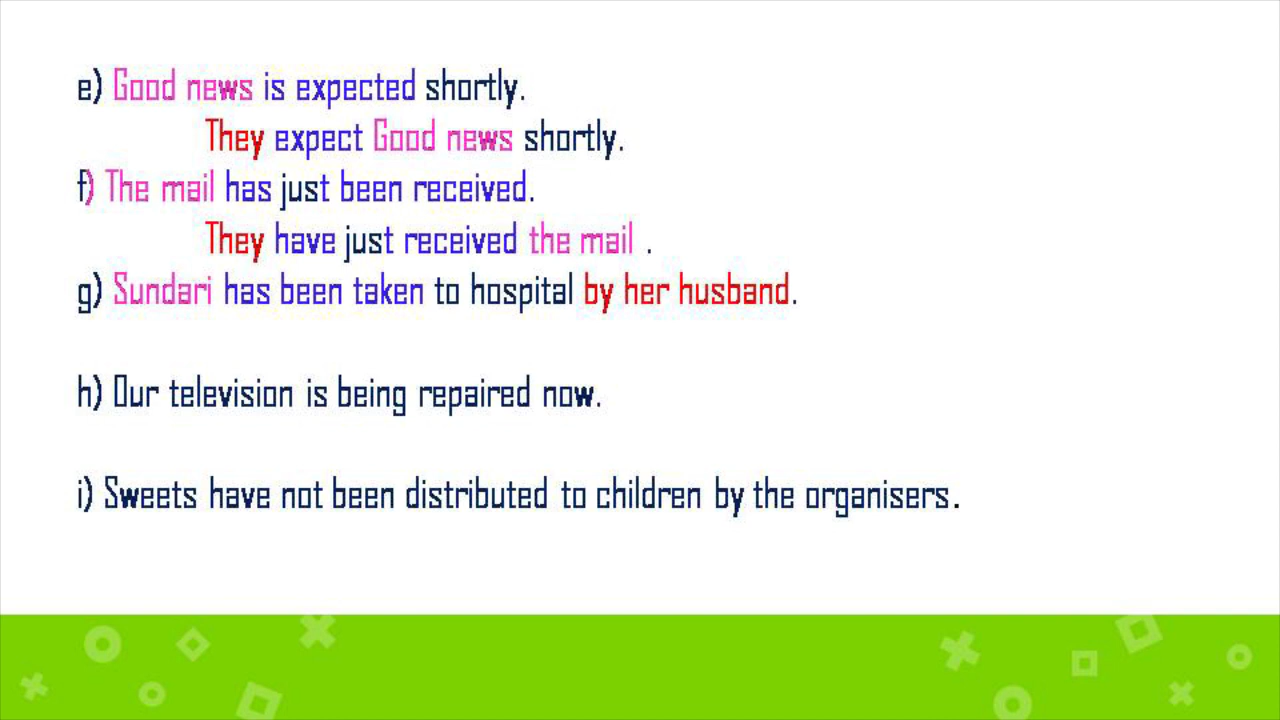 e) Good news is expected shortly.
They expect Good news shortly.
f) The mail has just been received.
They have just received the mail .
g) Sundari has been taken to hospital by her husband.
h) Our television is being repaired now.
i) Sweets have not been distributed to children by the organisers.